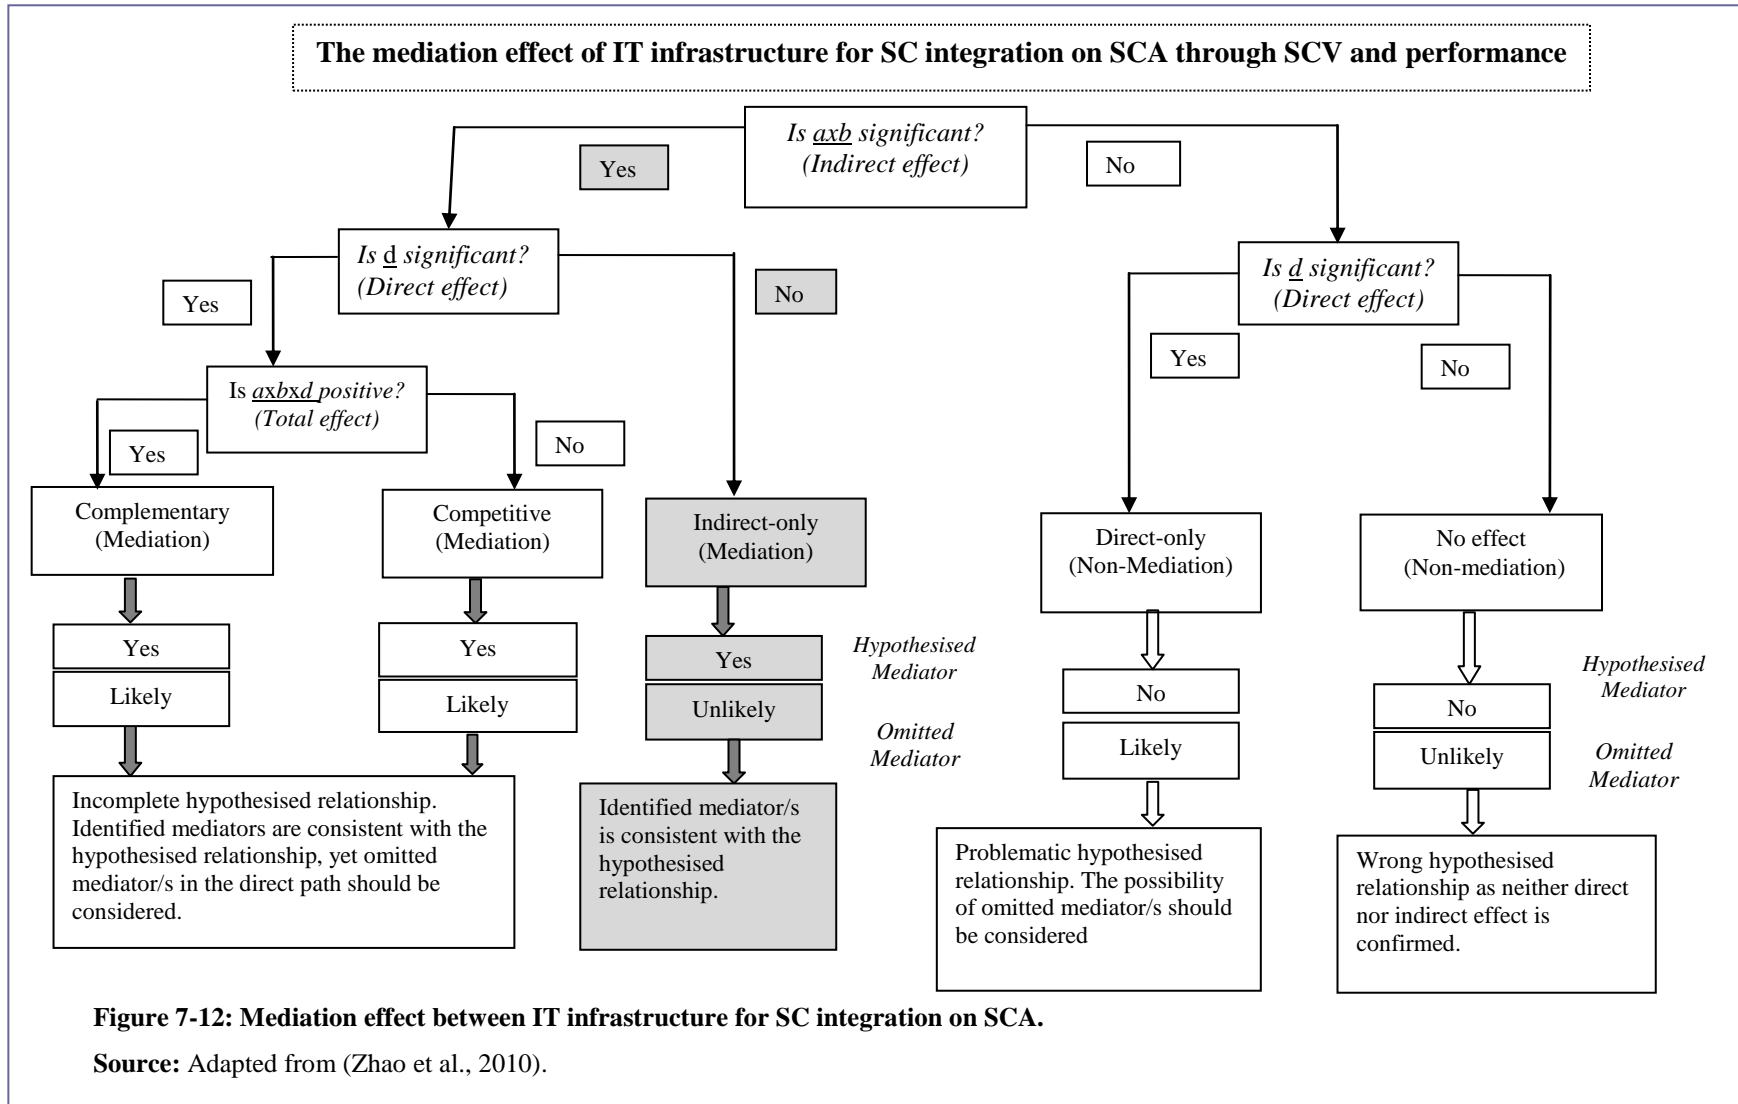 The mediation effect of IT infrastructure for SC integration on SCA through SCV and performance
Is axb significant?
(Indirect effect)
Yes
No
Is d significant?
(Direct effect)
Is d significant?
(Direct effect)
Yes
No
Yes
No
Is axbxd positive?
(Total effect)
Yes
No
Complementary
(Mediation)
Competitive
(Mediation)
Indirect-only
(Mediation)
Direct-only
(Non-Mediation)
No effect
(Non-mediation)
Yes
Likely
Yes
Likely
Yes
Unlikely
Hypothesised
Mediator
Omitted
Mediator
No
Likely
No
Unlikely
Hypothesised
Mediator
Omitted
Mediator
Incomplete hypothesised relationship.
Identified mediators are consistent with the
hypothesised relationship, yet omitted
mediator/s in the direct path should be
considered.
Identified mediator/s
is consistent with the
hypothesised
relationship.
Problematic hypothesised
relationship. The possibility
of omitted mediator/s should
be considered
Wrong hypothesised
relationship as neither direct
nor indirect effect is
confirmed.
Figure 7-12: Mediation effect between IT infrastructure for SC integration on SCA.
Source: Adapted from (Zhao et al., 2010).